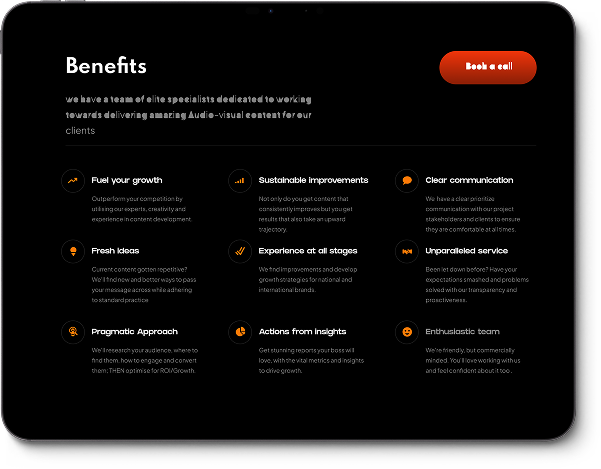 Benefits
Book a call
we have a team of elite specialists dedicated to working
towards delivering amazing Audio-visual content for our
clients
Fuel your growth
Outperform your competition by
utilising our experts, creativity and
experience in content development.
Sustainable improvements
Not only do you get content that
consistently improves but you get
results that also take an upward
trajectory.
Clear communication
We have a clear prioritize
communication with our project
stakeholders and clients to ensure
they are comfortable at all times.
Fresh ideas
Current content gotten repetitive?
We'll find new and better ways to pass
your message across while adhering
to standard practice
Experience at all stages
We find improvements and develop
growth strategies for national and
international brands.
Unparalleled service
Been let down before? Have your
expectations smashed and problems
solved with our transparency and
proactiveness.
Pragmatic Approach
We'll research your audience, where to
find them, how to engage and convert
them; THEN optimise for ROI/Growth.
Actions from insights
Get stunning reports your boss will
love, with the vital metrics and insights
to drive growth.
Enthusiastic team
We're friendly, but commercially
minded. You'll love working with us
and feel confident about it too .